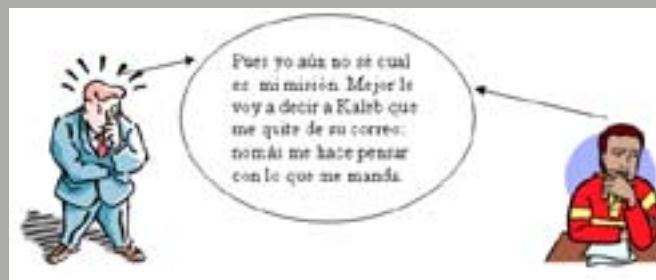 Pues yo aún no sé cual
es mi misión. Mejor le
voy a decir a Kaleb que
me quite de su correo:
nomás me hace pensar
con lo que me manda.